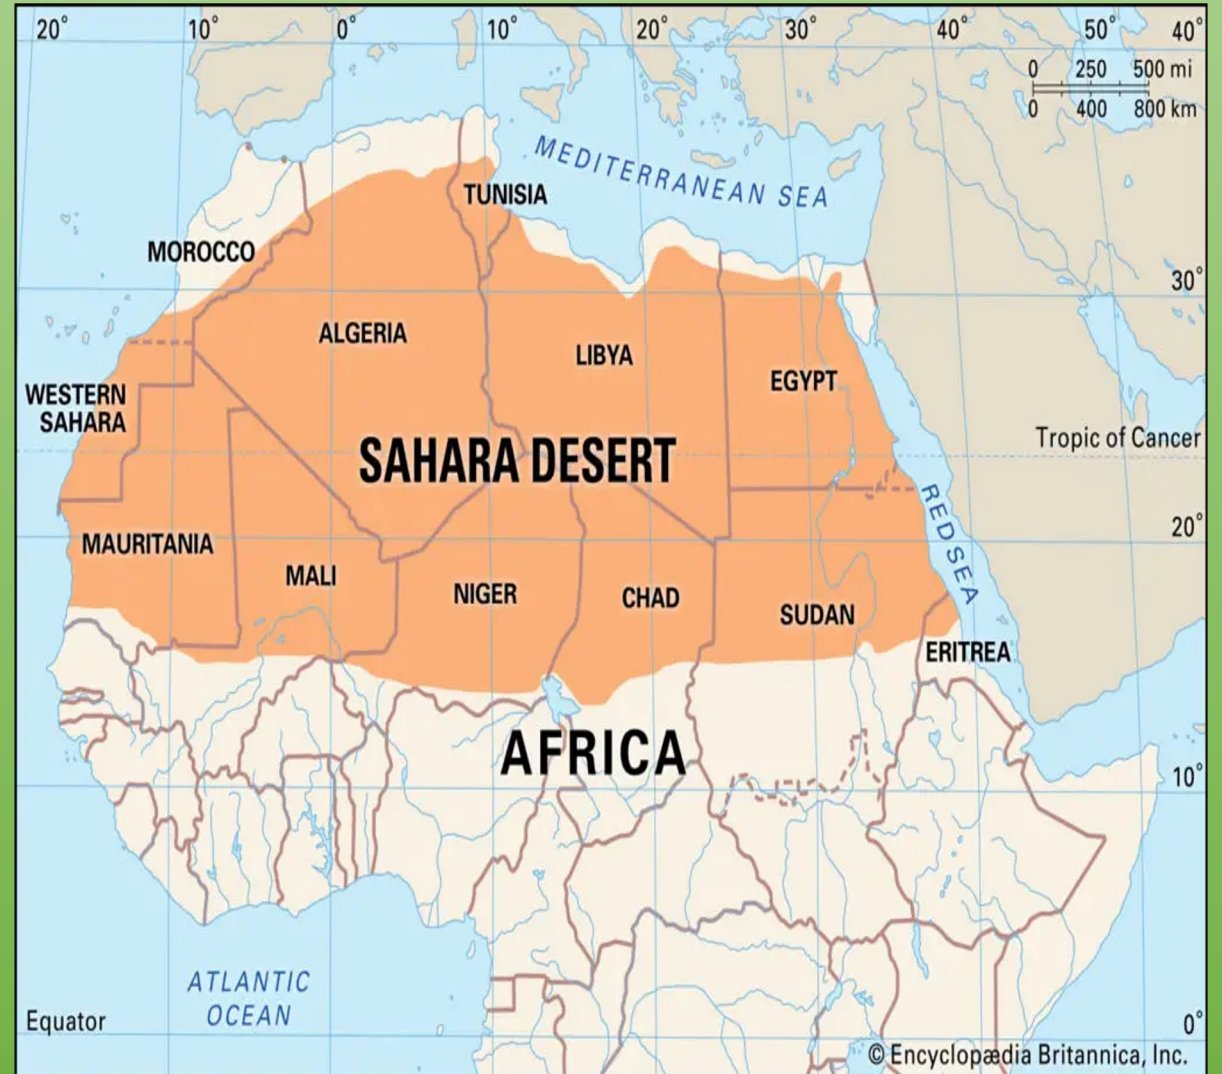 20° 10° 0° 10° 20° 30° 40° 50° 40°
0 250 500 mi
0 400 800 km
MEDITERRANEAN SEA
TUNISIA
MOROCCO
30°
ALGERIA
LIBYA
EGYPT
WESTERN
SAHARA
Tropic of Cancer
SAHARA DESERT
RED SEA
20°
MAURITANIA
MALI
NIGER
CHAD
SUDAN
ERITREA
AFRICA
10°
ATLANTIC
OCEAN
Equator
0°
© Encyclopædia Britannica, Inc.